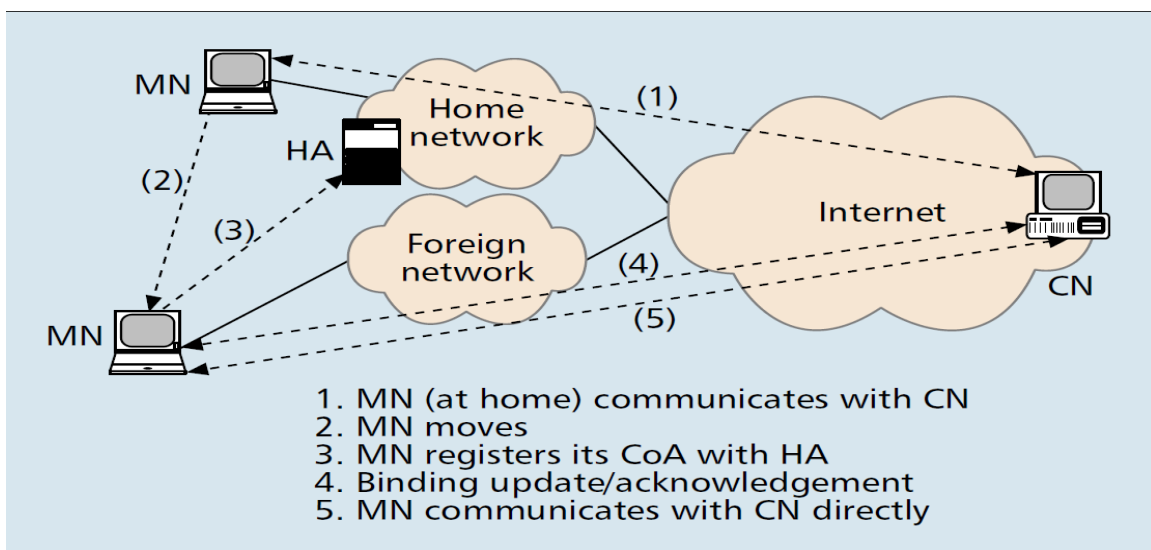 MN
(1)
Home
network
HA
(2)
Internet
(3)
Foreign
network
(4)
CN
(5)
MN
1. MN (at home) communicates with CN
2. MN moves
3. MN registers its CoA with HA
4. Binding update/acknowledgement
5. MN communicates with CN directly